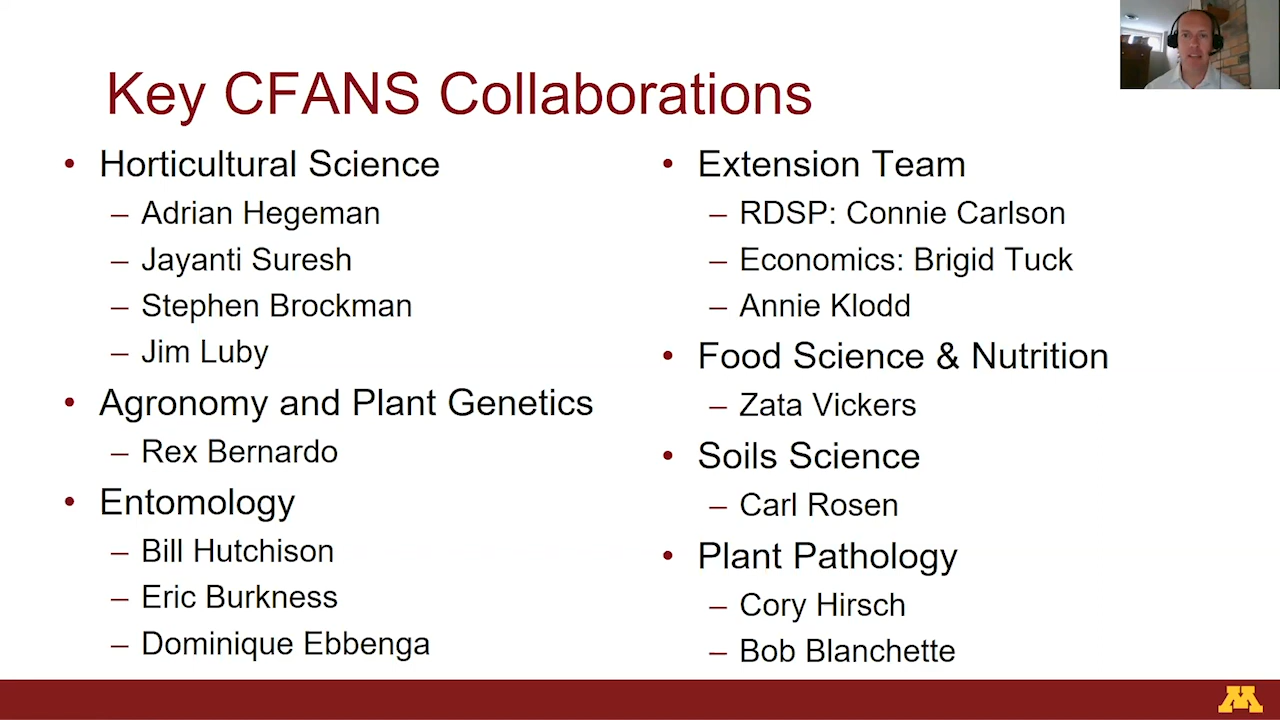 Key CFANS Collaborations
• Horticultural Science
– Adrian Hegeman
– Jayanti Suresh
– Stephen Brockman
– Jim Luby
• Agronomy and Plant Genetics
– Rex Bernardo
• Entomology
– Bill Hutchison
– Eric Burkness
– Dominique Ebbenga
• Extension Team
– RDSP: Connie Carlson
– Economics: Brigid Tuck
– Annie Klodd
• Food Science & Nutrition
– Zata Vickers
• Soils Science
– Carl Rosen
• Plant Pathology
– Cory Hirsch
– Bob Blanchette
M